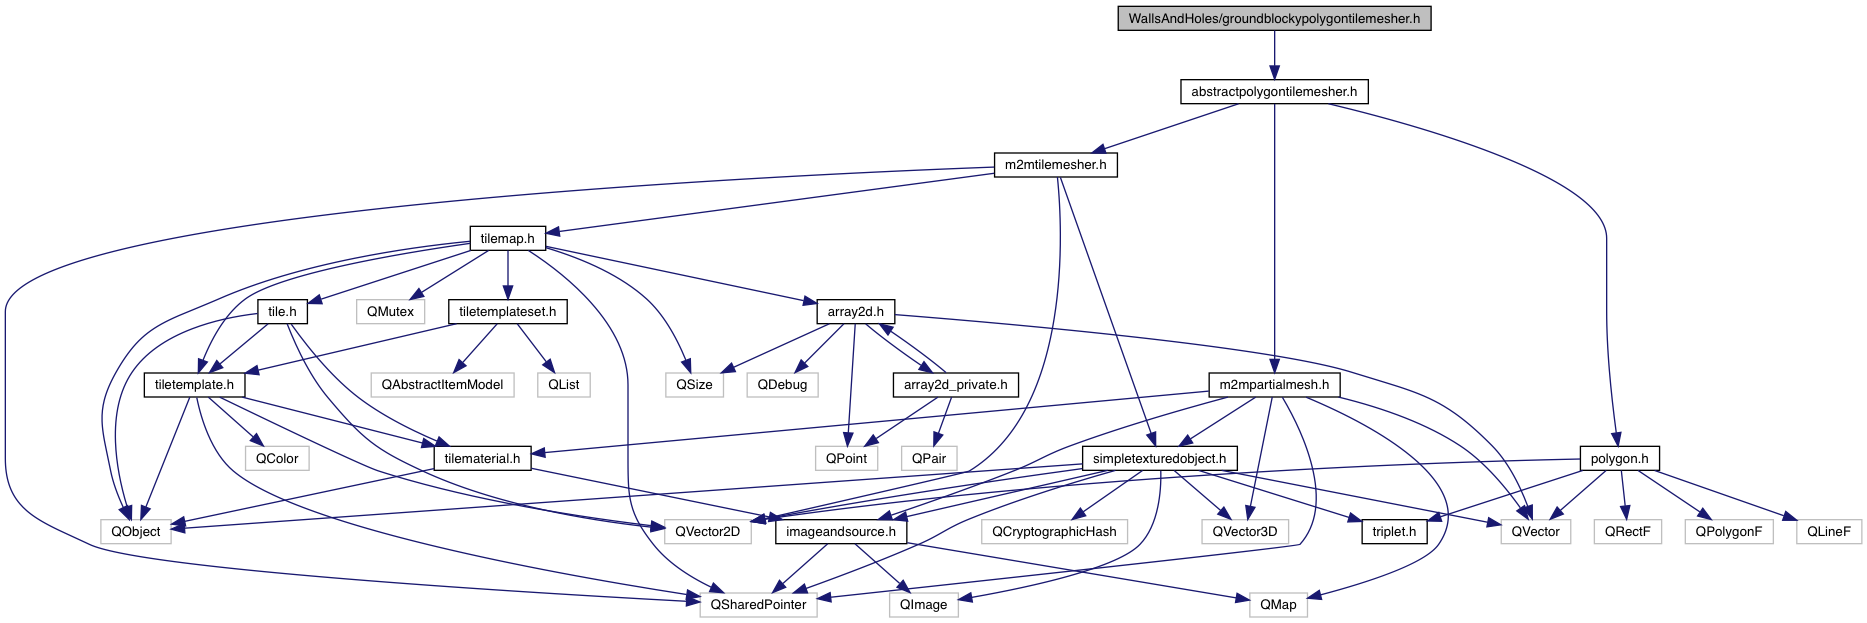 WallsAndHoles/groundblockypolygontilemesher.h
abstractpolygontilemesher.h
m2mtilemesher.h
tilemap.h
tile.h
QMutex
tiletemplateset.h
array2d.h
tiletemplate.h
QAbstractItemModel
QList
QSize
QDebug
array2d_private.h
m2mpartialmesh.h
QColor
tilematerial.h
QPoint
QPair
simpletexturedobject.h
polygon.h
QObject
QVector2D
imageandsource.h
QCryptographicHash
QVector3D
triplet.h
QVector
QRectF
QPolygonF
QLineF
QSharedPointer
QImage
QMap